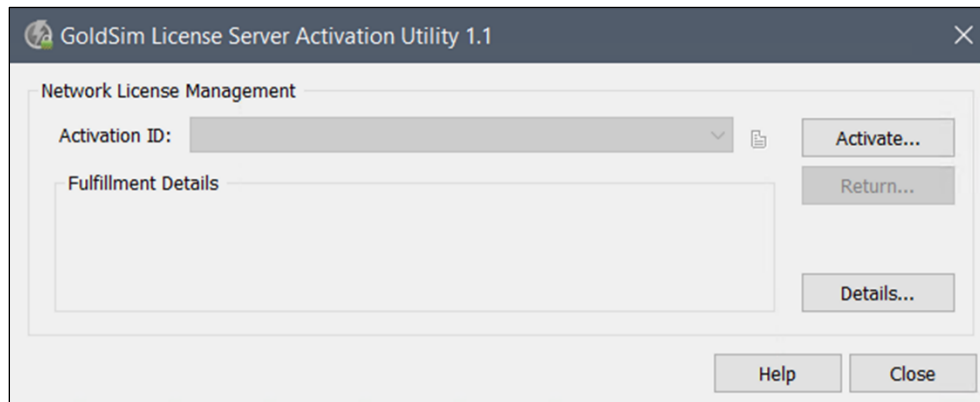 GoldSim License Server Activation Utility 1.1
Network License Management
Activation ID:
Activate...
Fulfillment Details
Return...
Details...
Help
Close